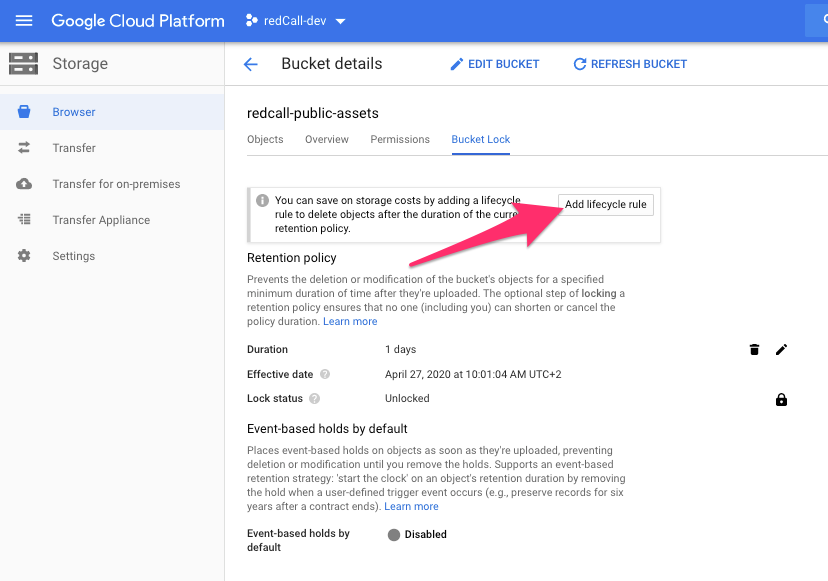 Google Cloud Platform
redCall-dev
Storage
Bucket details
EDIT BUCKET
REFRESH BUCKET
Browser
Transfer
Transfer for on-premises
Transfer Appliance
Settings
redcall-public-assets
Objects
Overview
Permissions
Bucket Lock
You can save on storage costs by adding a lifecycle
rule to delete objects after the duration of the
retention policy.
Add lifecycle rule
Retention policy
Prevents the deletion or modification of the bucket's objects for a specified
minimum duration of time after they're uploaded. The optional step of locking a
retention policy ensures that no one (including you) can shorten or cancel the
policy duration. Learn more
Duration
1 days
Effective date
April 27, 2020 at 10:01:04 AM UTC+2
Lock status
Unlocked
Event-based holds by default
Places event-based holds on objects as soon as they're uploaded, preventing
deletion or modification until you remove the holds. Supports an event-based
retention strategy: 'start the clock' on an object's retention duration by removing
the hold when a user-defined trigger event occurs (e.g., preserve records for six
years after a contract ends). Learn more
Event-based holds by
default
Disabled